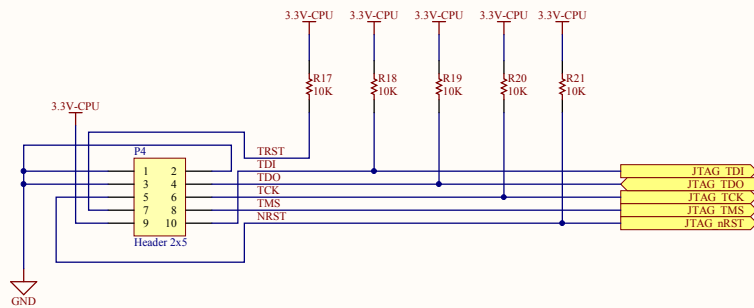 3.3V-CPU 3.3V-CPU 3.3V-CPU 3.3V-CPU 3.3V-CPU
R17 R18 R19 R20 R21
10K 10K 10K 10K 10K
3.3V-CPU
P4
TRST
TDI
TDO
TCK
TMS
NRST
1 2
3 4
5 6
7 8
9 10
Header 2x5
JTAG_TDI
JTAG_TDO
JTAG_TCK
JTAG_TMS
JTAG_nRST
GND